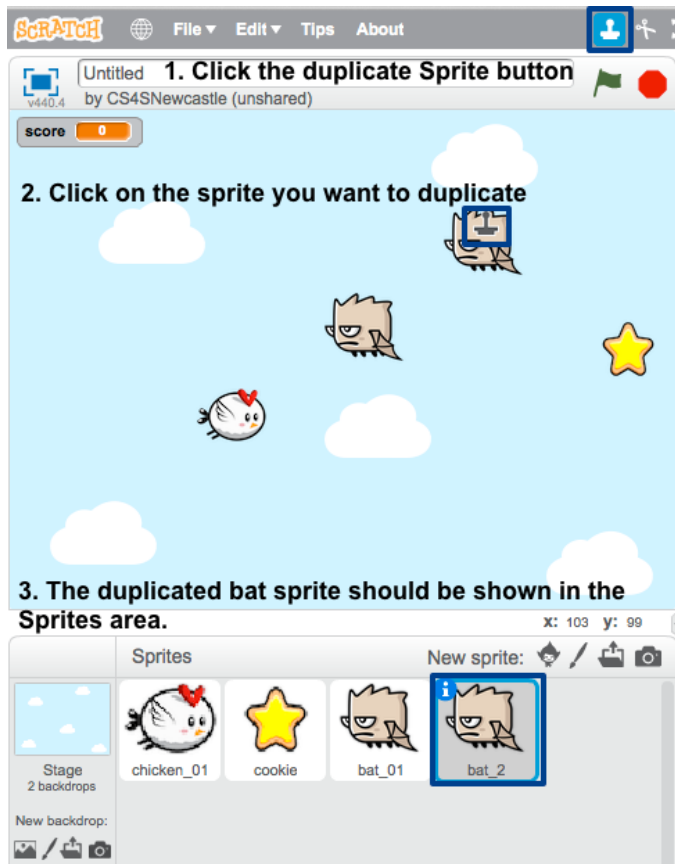 SCRATCH File Edit Tips About
Untitled 1. Click the duplicate Sprite button
v440.4 by CS4SNewcastle (unshared)
score 0
2. Click on the sprite you want to duplicate
3. The duplicated bat sprite should be shown in the
Sprites area.
X: 103 y: 99
Sprites New sprite:
chicken_01 cookie bat_01 bat_2
Stage
2 backdrops
New backdrop: